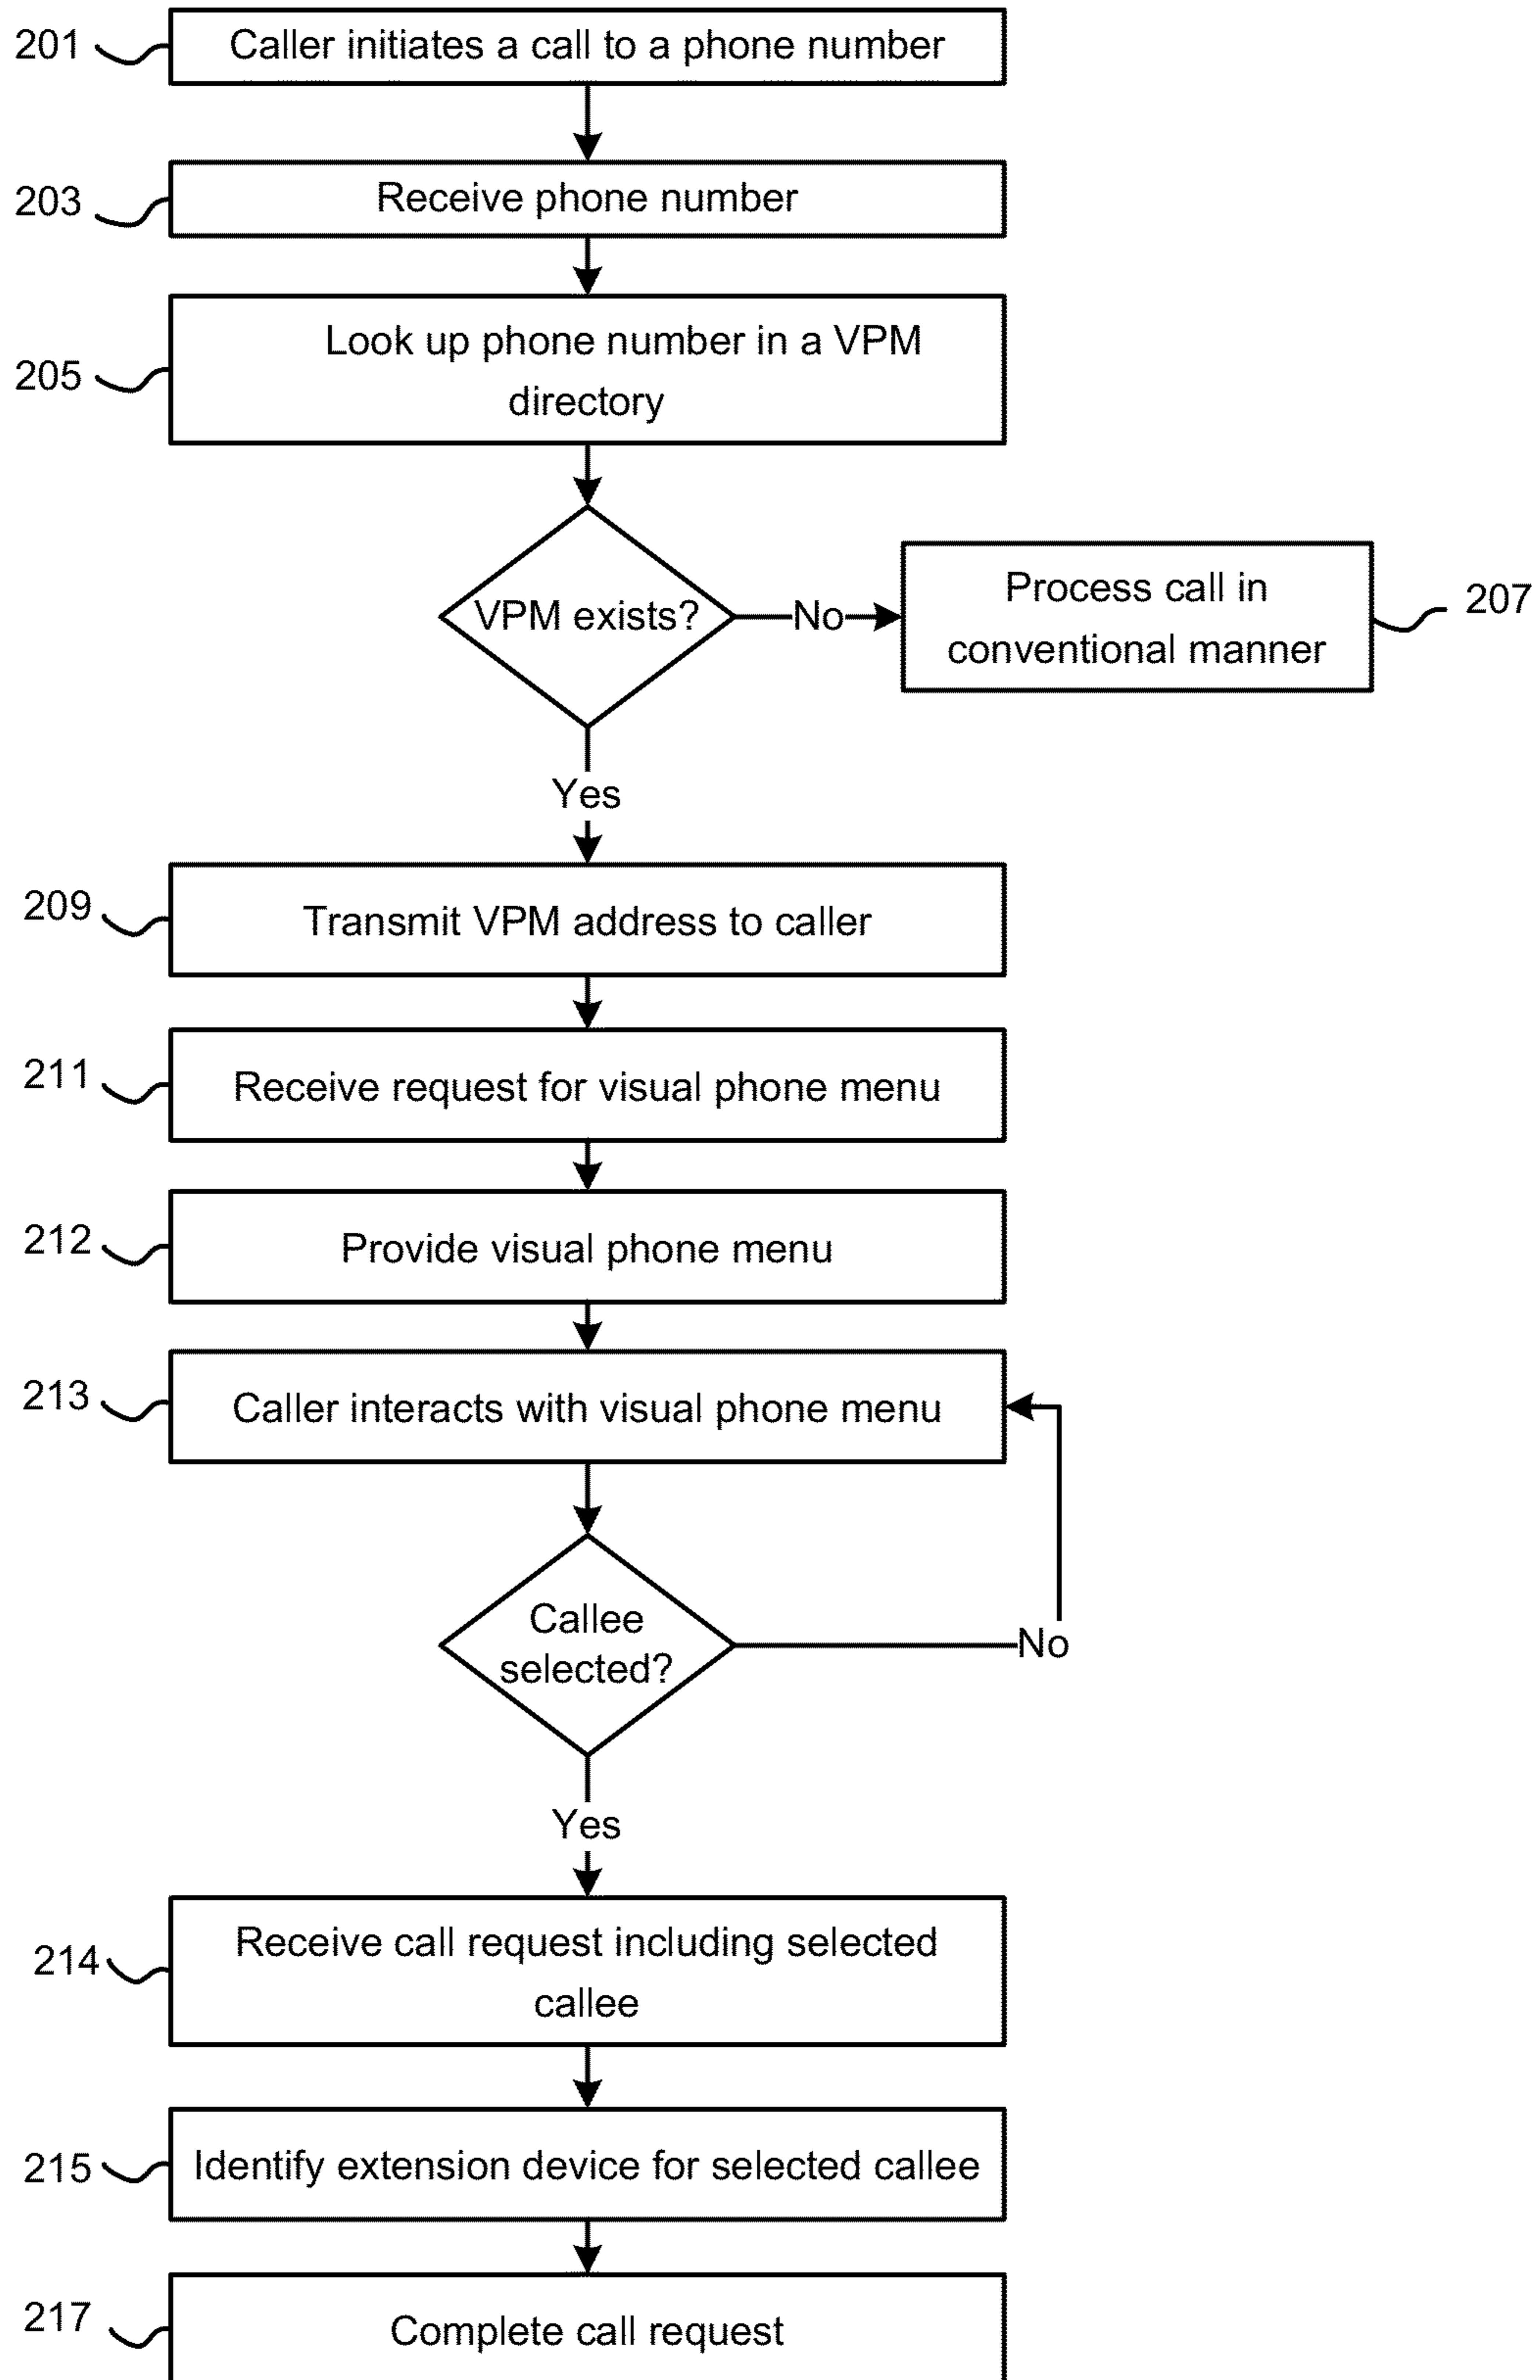 201
Caller initiates a call to a phone number
203
Receive phone number
205
Look up phone number in a VPM
directory
VPM exists?
No
Process call in
conventional manner
207
Yes
209
Transmit VPM address to caller
211
Receive request for visual phone menu
212
Provide visual phone menu
213
Caller interacts with visual phone menu
Callee
selected?
No
Yes
214
Receive call request including selected
callee
215
Identify extension device for selected callee
217
Complete call request